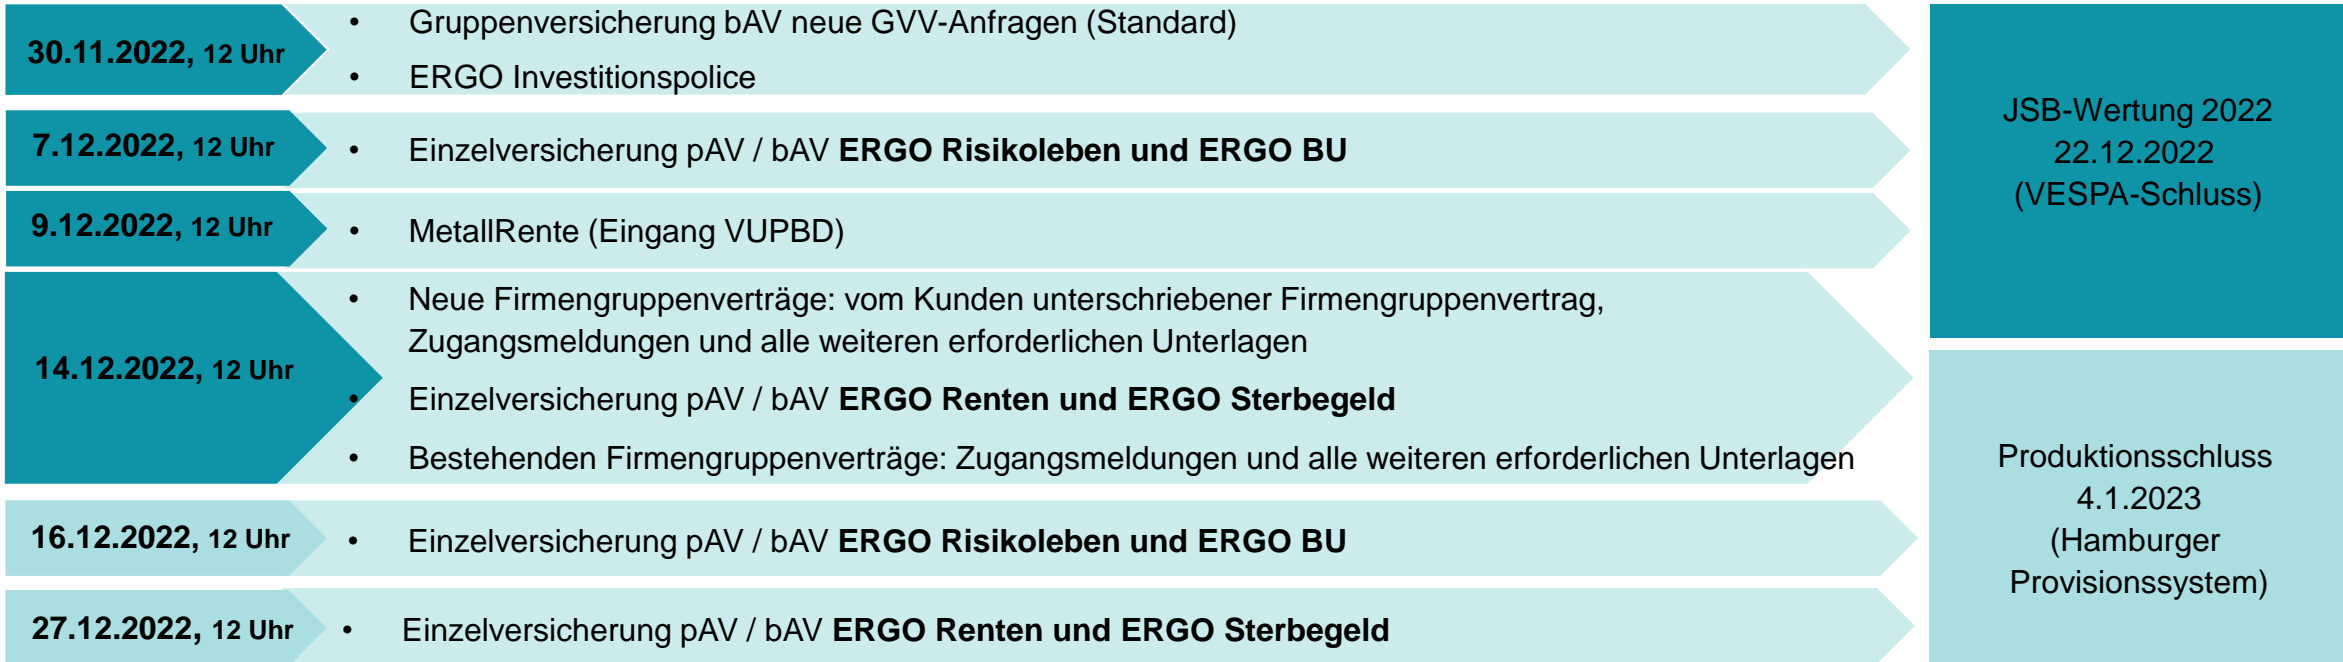 30.11.2022, 12 Uhr
• Gruppenversicherung bAV neue GVV-Anfragen (Standard)
• ERGO Investitionspolice
7.12.2022, 12 Uhr
• Einzelversicherung pAV / bAV ERGO Risikoleben und ERGO BU
9.12.2022, 12 Uhr
• MetallRente (Eingang VUPBD)
14.12.2022, 12 Uhr
• Neue Firmengruppenverträge: vom Kunden unterschriebener Firmengruppenvertrag,
Zugangsmeldungen und alle weiteren erforderlichen Unterlagen
• Einzelversicherung pAV / bAV ERGO Renten und ERGO Sterbegeld
• Bestehenden Firmengruppenverträge: Zugangsmeldungen und alle weiteren erforderlichen Unterlagen
16.12.2022, 12 Uhr
• Einzelversicherung pAV / bAV ERGO Risikoleben und ERGO BU
27.12.2022, 12 Uhr
• Einzelversicherung pAV / bAV ERGO Renten und ERGO Sterbegeld
JSB-Wertung 2022
22.12.2022
(VESPA-Schluss)
Produktionsschluss
4.1.2023
(Hamburger
Provisionssystem)